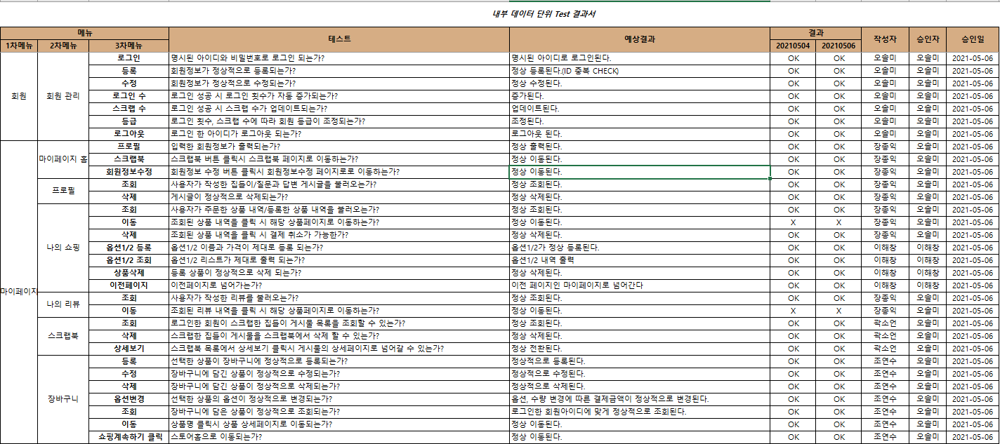 내부 데이터 단위 Test 결과서
메뉴 테스트 예상결과 결과 작성자 승인자 승인일
1차메뉴 2차메뉴 3차메뉴 20210504 20210506
회원 회원 관리 로그인 명시된 아이디와 비밀번호로 로그인 되는가? 명시된 아이디로 로그인된다. OK OK 오솔미 오솔미 2021-05-06
등록 회원정보가 정상적으로 등록되는가? 정상 등록된다.(ID 중복 CHECK) OK OK 오솔미 오솔미 2021-05-06
수정 회원정보가 정상적으로 수정되는가? 정상 수정된다. OK OK 오솔미 오솔미 2021-05-06
로그인 수 로그인 성공 시 로그인 횟수가 자동 증가되는가? 증가된다. OK OK 오솔미 오솔미 2021-05-06
스크랩 수 로그인 성공 시 스크랩 수가 업데이트되는가? 업데이트된다. OK OK 오솔미 오솔미 2021-05-06
등급 로그인 횟수, 스크랩 수에 따라 회원 등급이 조정되는가? 조정된다. OK OK 오솔미 오솔미 2021-05-06
로그아웃 로그인 한 아이디가 로그아웃 되는가? 로그아웃 된다. OK OK 오솔미 오솔미 2021-05-06
마이페이지 마이페이지 홈 프로필 입력한 회원정보가 출력되는가? 정상 출력된다. OK OK 장종익 오솔미 2021-05-06
스크랩북 스크랩북 버튼 클릭시 스크랩북 페이지로 이동하는가? 정상 이동된다. OK OK 장종익 오솔미 2021-05-06
회원정보수정 회원정보 수정 버튼 클릭시 회원정보수정 페이지로로 이동하는가? 정상 이동된다. OK OK 장종익 오솔미 2021-05-06
프로필 조회 사용자가 작성한 집들이/질문과 답변 게시글을 불러오는가? 정상 조회된다. OK OK 장종익 오솔미 2021-05-06
삭제 게시글이 정상적으로 삭제되는가? 정상 삭제된다. OK OK 장종익 오솔미 2021-05-06
나의 쇼핑 조회 사용자가 주문한 상품 내역/등록한 상품 내역을 불러오는가? 정상 조회된다. OK OK 장종익 오솔미 2021-05-06
이동 조회된 상품 내역을 클릭 시 해당 상품페이지로 이동하는가? 정상 이동된다. X X 장종익 오솔미 2021-05-06
삭제 조회된 상품 내역을 클릭 시 결제 취소가 가능한가? 정상 삭제된다. OK OK 장종익 오솔미 2021-05-06
옵션1/2 등록 옵션1/2 이름과 가격이 제대로 등록 되는가? 옵션1/2가 정상 등록된다. OK OK 이해창 이해창 2021-05-06
옵션1/2 조회 옵션1/2 리스트가 제대로 출력 되는가? 옵션1/2 내역 출력 OK OK 이해창 이해창 2021-05-06
상품삭제 등록 상품이 정상적으로 삭제 되는가? 정상 삭제된다. OK OK 이해창 이해창 2021-05-06
이전페이지 이전페이지로 넘어가는가? 이전 페이지인 마이페이지로 넘어간다 OK OK 이해창 이해창 2021-05-06
나의 리뷰 조회 사용자가 작성한 리뷰를 불러오는가? 정상 조회된다. OK OK 장종익 오솔미 2021-05-06
이동 조회된 리뷰 내역을 클릭 시 해당 상품페이지로 이동하는가? 정상 이동된다. X X 장종익 오솔미 2021-05-06
스크랩북 조회 로그인한 회원이 스크랩한 집들이 게시물 목록을 조회할 수 있는가? 정상 조회된다. OK OK 곽소언 오솔미 2021-05-06
삭제 스크랩한 집들이 게시물을 스크랩북에서 삭제 할 수 있는가? 정상 삭제된다. OK OK 곽소언 오솔미 2021-05-06
상세보기 스크랩북 목록에서 상세보기 클릭시 게시물의 상세페이지로 넘어갈 수 있는가? 정상 전환된다. OK OK 곽소언 오솔미 2021-05-06
장바구니 등록 선택한 상품이 장바구니에 정상적으로 등록되는가? 정상적으로 등록된다. OK OK 조연수 오솔미 2021-05-06
수정 장바구니에 담긴 상품이 정상적으로 수정되는가? 정상적으로 수정된다. OK OK 조연수 오솔미 2021-05-06
삭제 장바구니에 담긴 상품이 정상적으로 삭제되는가? 정상적으로 삭제된다. OK OK 조연수 오솔미 2021-05-06
옵션변경 선택한 상품의 옵션이 정상적으로 변경되는가? 옵션, 수량 변경에 따른 결제금액이 정상적으로 변경된다. OK OK 조연수 오솔미 2021-05-06
조회 장바구니에 담은 상품이 정상적으로 조회되는가? 로그인한 회원아이디에 맞게 정상적으로 조회된다. OK OK 조연수 오솔미 2021-05-06
이동 상품명 클릭시 상품 상세페이지로 이동되는가? 정상 이동된다. OK OK 조연수 오솔미 2021-05-06
쇼핑계속하기 클릭 스토어홈으로 이동되는가? 정상 이동된다. OK OK 조연수 오솔미 2021-05-06